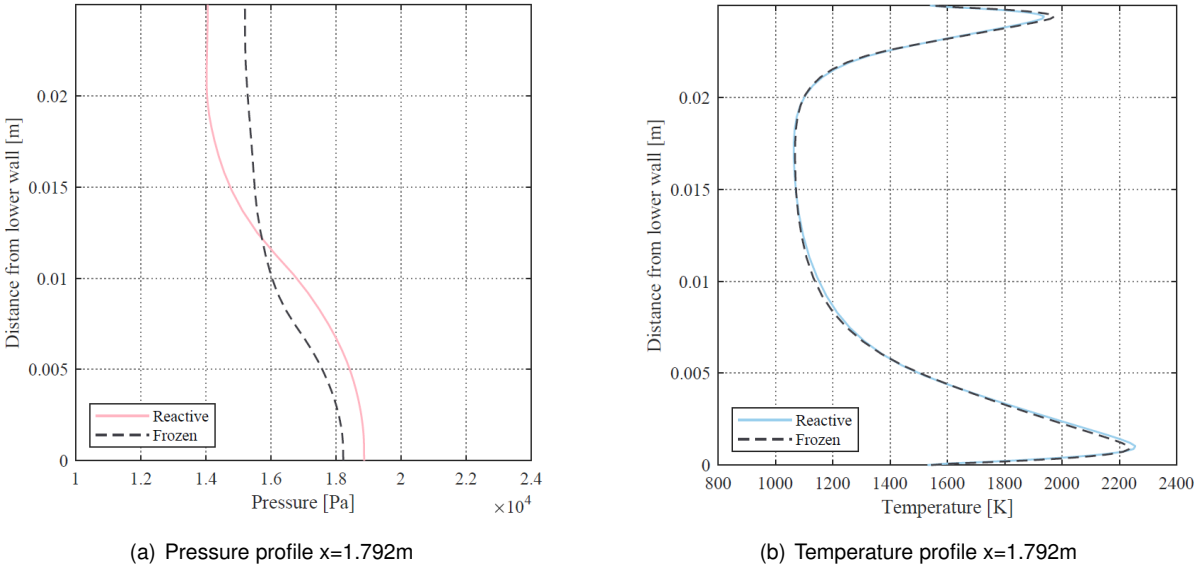 Distance from lower wall [m]
0.02
0.015
0.01
0.005
0
Reactive
Frozen
1 1.2 1.4 1.6 1.8 2 2.2 2.4
Pressure [Pa]
×10⁴
(a) Pressure profile x=1.792m
Distance from lower wall [m]
0.02
0.015
0.01
0.005
0
Reactive
Frozen
800 1000 1200 1400 1600 1800 2000 2200 2400
Temperature [K]
(b) Temperature profile x=1.792m